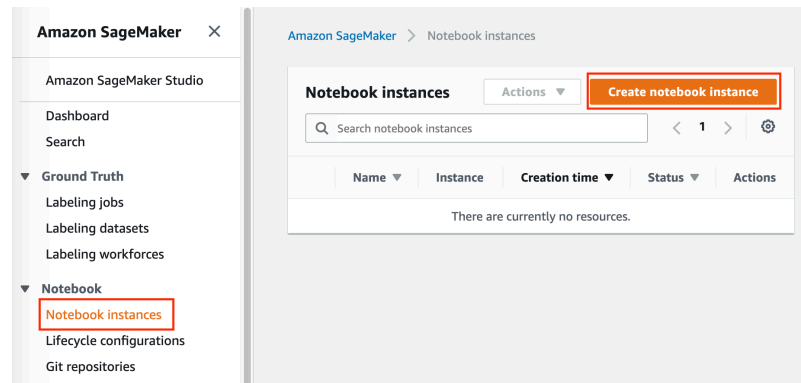 Amazon SageMaker ×
Amazon SageMaker Studio
Dashboard
Search
▼ Ground Truth
Labeling jobs
Labeling datasets
Labeling workforces
▼ Notebook
Notebook instances
Lifecycle configurations
Git repositories
Amazon SageMaker > Notebook instances
Notebook instances Actions ▼ Create notebook instance
Search notebook instances < 1 >
Name ▼ Instance Creation time ▼ Status ▼ Actions
There are currently no resources.